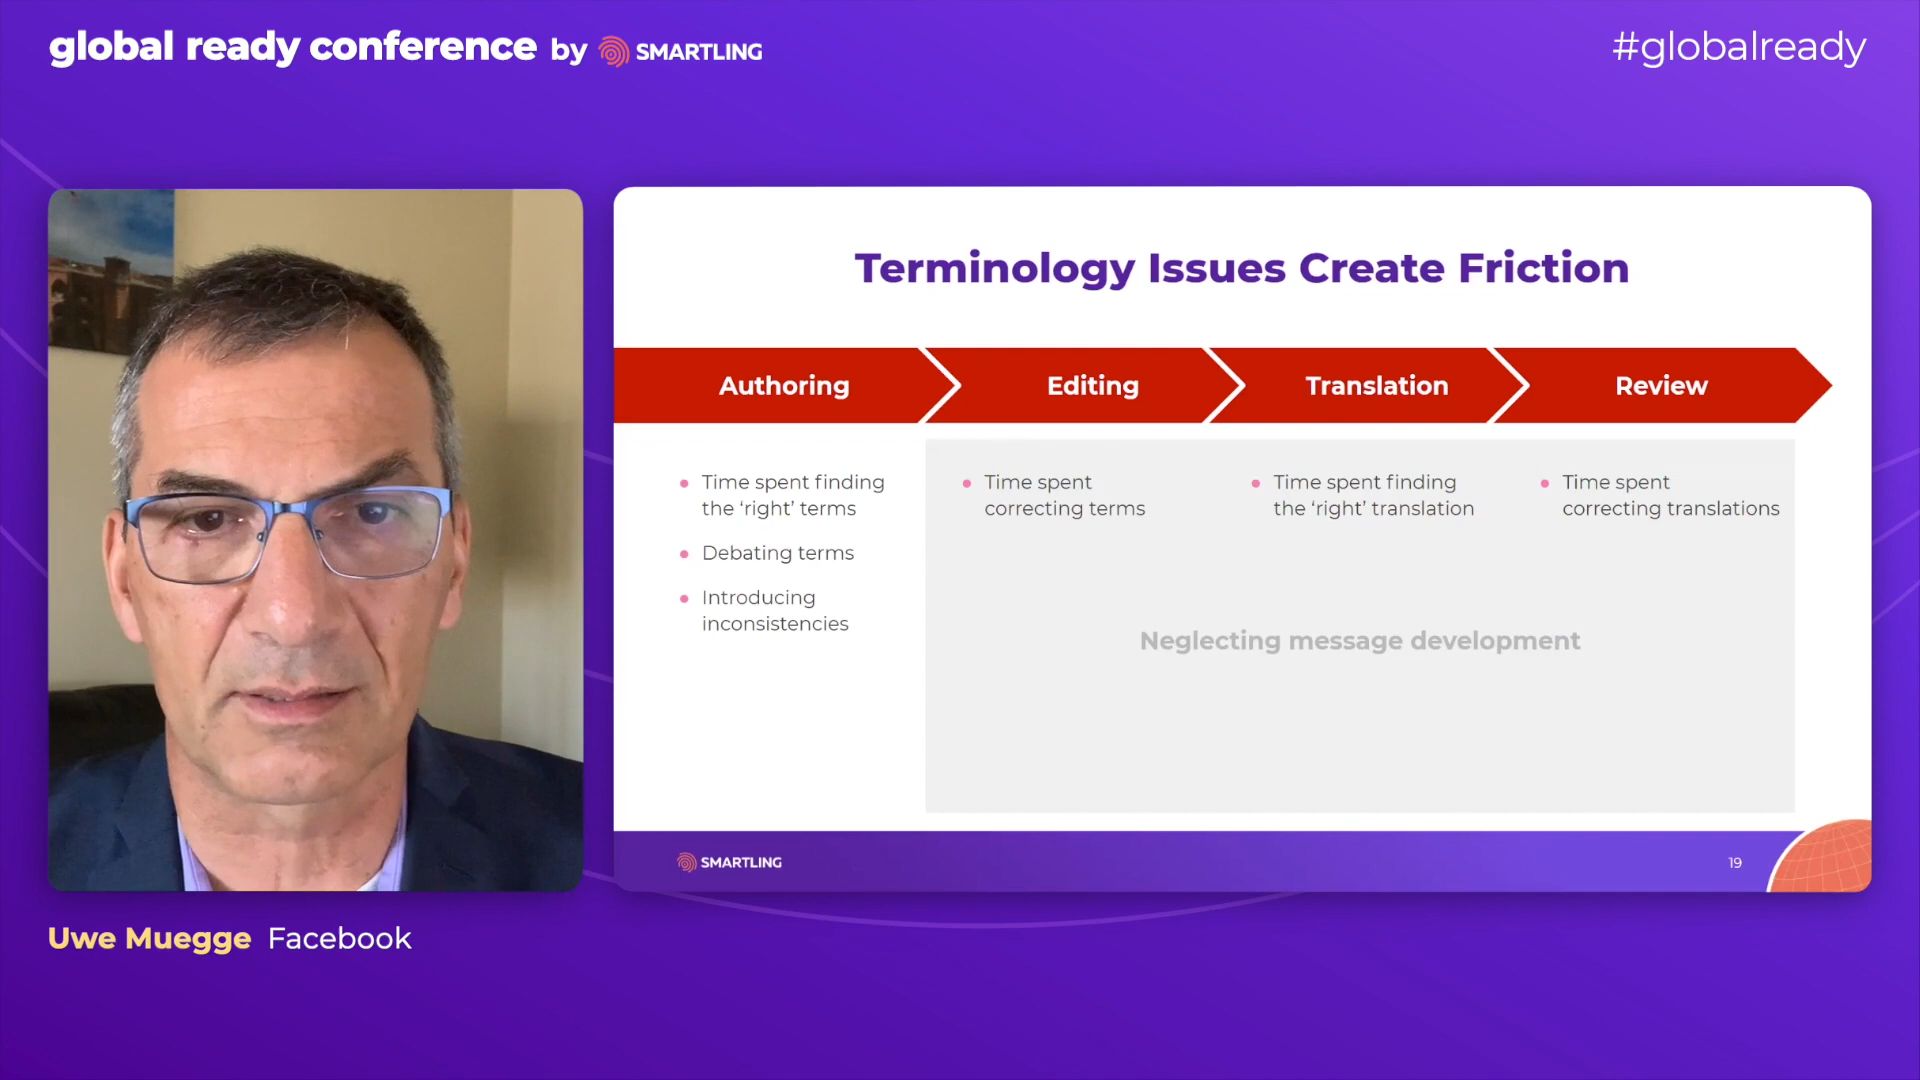 global ready conference by SMARTLING
#globalready
Terminology Issues Create Friction
Authoring
Editing
Translation
Review
Time spent finding
the ‘right’ terms
Debating terms
Introducing
inconsistencies
Time spent
correcting terms
Time spent finding
the ‘right’ translation
Time spent
correcting translations
Neglecting message development
SMARTLING
19
Uwe Muegge Facebook